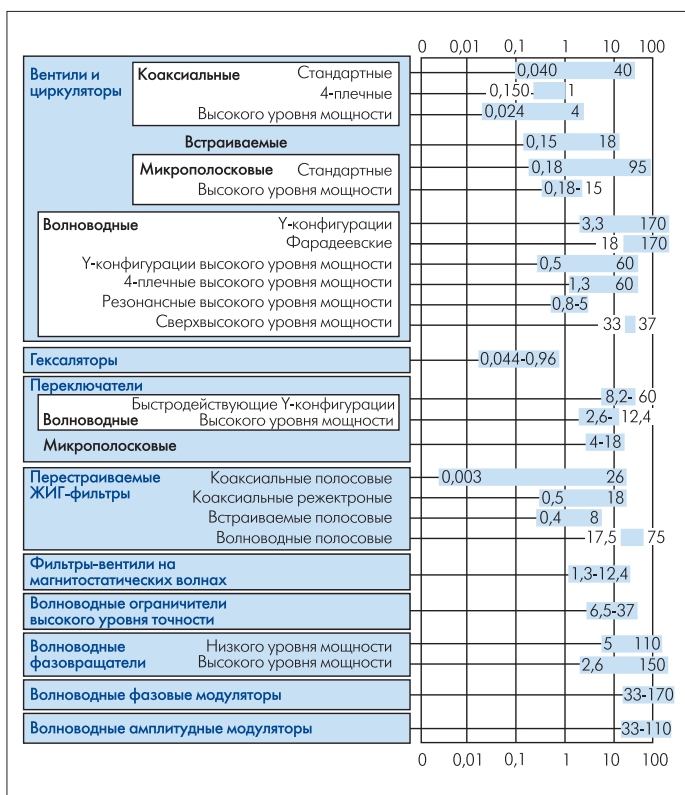 0 0,01 0,1 1 10 100
Вентили и циркуляторы
Коаксиальные Стандартные 0,040 40
4-плечные 0,150 1
Высокого уровня мощности 0,024 4
Встраиваемые 0,15 18
Микрополосковые Стандартные 0,18 95
Высокого уровня мощности 0,18- 15
Волноводные Y-конфигурации 3,3 170
Фарадеевские 18 170
Y-конфигурации высокого уровня мощности 0,5 60
4-плечные высокого уровня мощности 1,3 60
Резонансные высокого уровня мощности 0,8-5
Сверхвысокого уровня мощности 33 37
Гексаляторы 0,044-0,96
Переключатели
Быстродействующие Y-конфигурации 8,2- 60
Волноводные Высокого уровня мощности 2,6- 12,4
Микрополосковые 4-18
Перестраиваемые ЖИГ-фильтры
Коаксиальные полосовые 0,003 26
Коаксиальные режектроные 0,5 18
Встраиваемые полосовые 0,4 8
Волноводные полосовые 17,5 75
Фильтры-вентили на
магнитостатических волнах 1,3-12,4
Волноводные ограничители
высокого уровня точности 6,5-37
Волноводные фазовращатели
Низкого уровня мощности 5 110
Высокого уровня мощности 2,6 150
Волноводные фазовые модуляторы 33-170
Волноводные амплитудные модуляторы 33-110
0 0,01 0,1 1 10 100